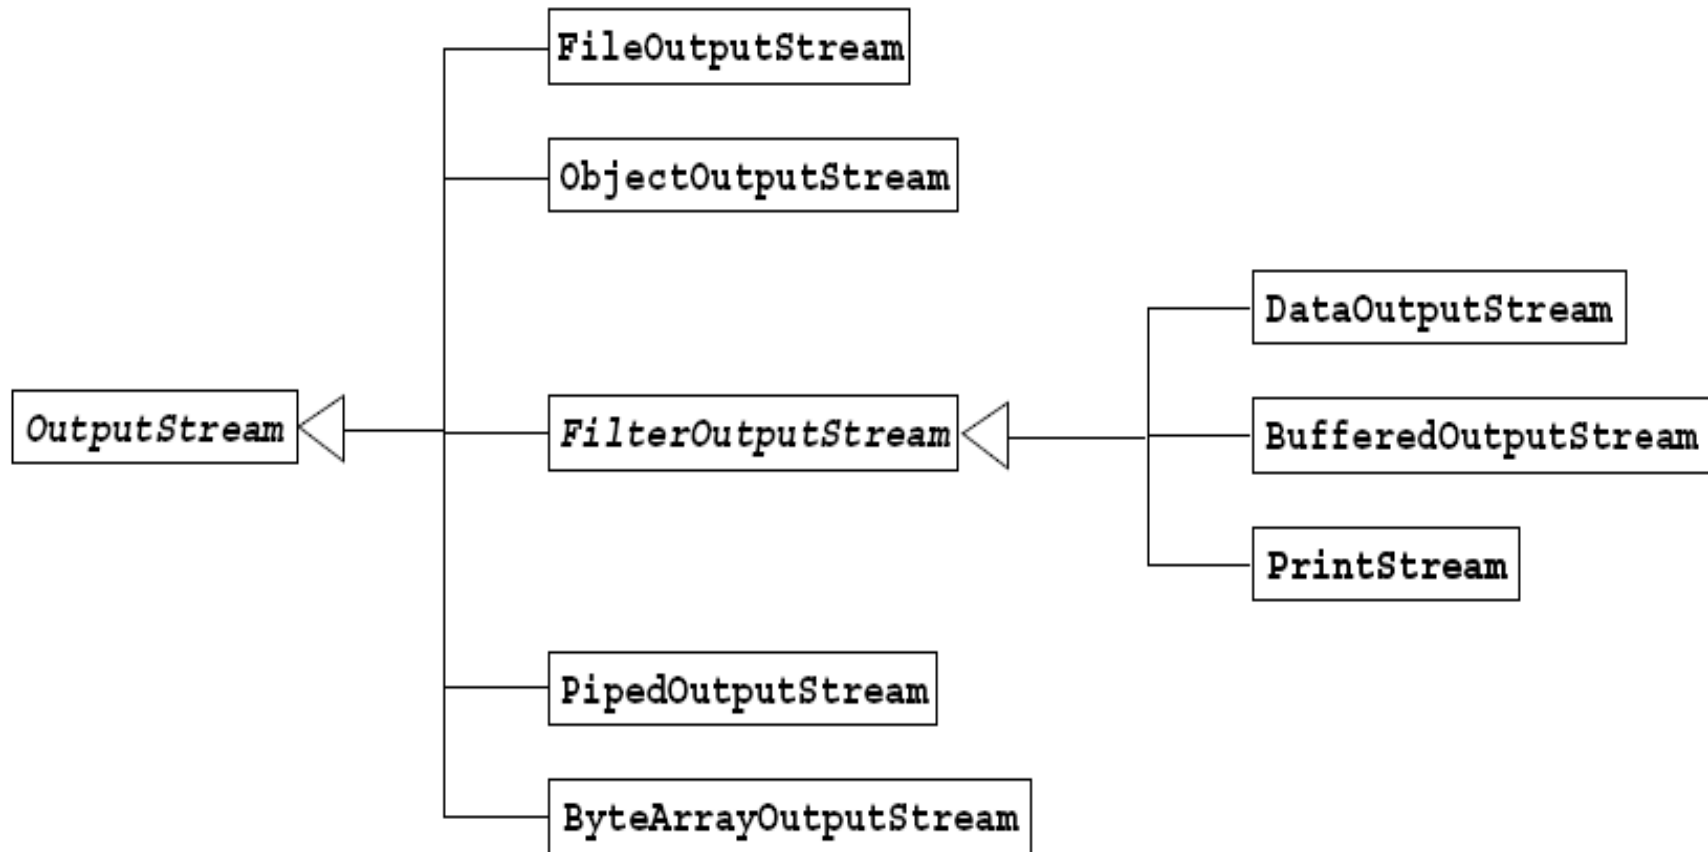 FileOutputStream
ObjectOutputStream
DataOutputStream
OutputStream
FilterOutputStream
BufferedOutputStream
PrintStream
PipedOutputStream
ByteArrayOutputStream